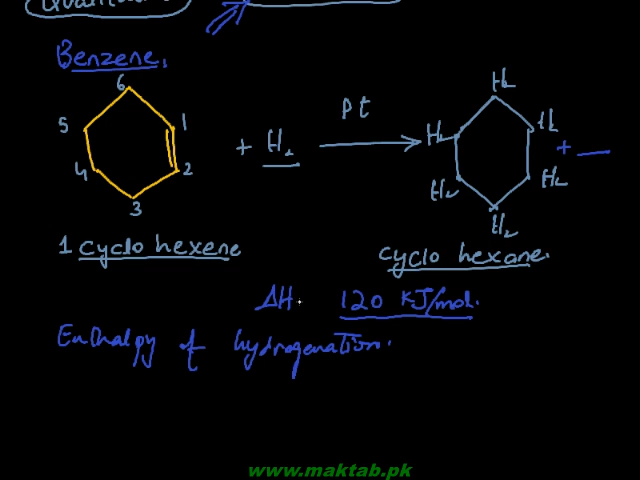 Benzene.
6
5 1
4 2
3
+ H₂ Pt
H₂
H₂ H₂
H₂ H₂
H₂
+
1 cyclo hexene
cyclo hexane.
ΔH. 120 KJ/mol.
Enthalpy of hydrogenation.
www.maktab.pk